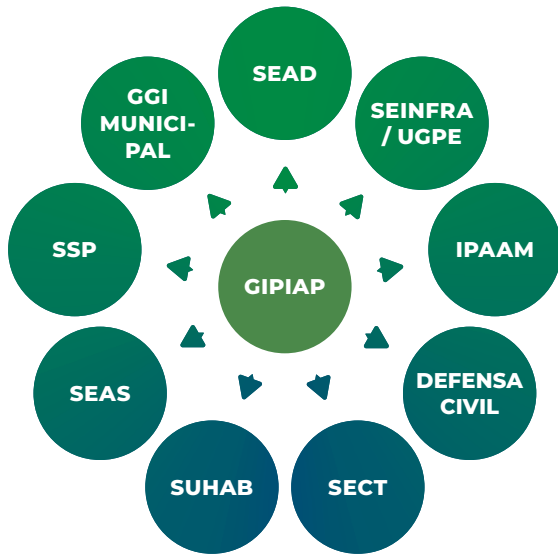 SEAD
GGI
MUNICI-
PAL
SEINFRA
/ UGPE
SSP
IPAAM
GIPIAP
SEAS
DEFENSA
CIVIL
SUHAB
SECT